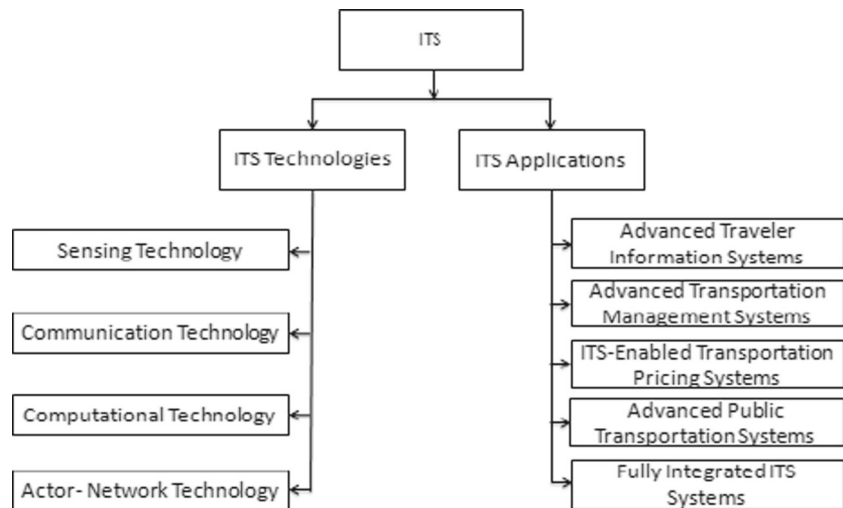 ITS
ITS Technologies
ITS Applications
Sensing Technology
Communication Technology
Computational Technology
Actor- Network Technology
Advanced Traveler
Information Systems
Advanced Transportation
Management Systems
ITS-Enabled Transportation
Pricing Systems
Advanced Public
Transportation Systems
Fully Integrated ITS
Systems